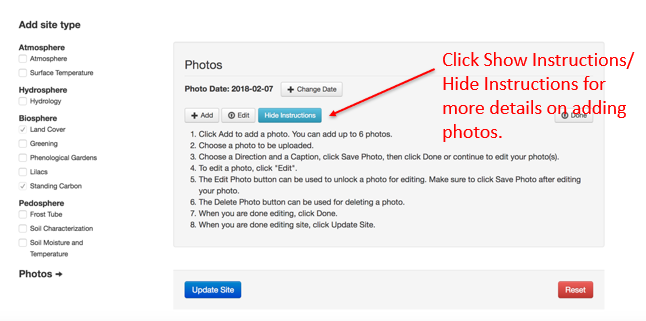 Add site type
Atmosphere
Atmosphere
Surface Temperature
Hydrosphere
Hydrology
Biosphere
Land Cover
Greening
Phenological Gardens
Lilacs
Standing Carbon
Pedosphere
Frost Tube
Soil Characterization
Soil Moisture and
Temperature
Photos →
Photos
Photo Date: 2018-02-07 + Change Date
+ Add Edit Hide Instructions Done
1. Click Add to add a photo. You can add up to 6 photos.
2. Choose a photo to be uploaded.
3. Choose a Direction and a Caption, click Save Photo, then click Done or continue to edit your photo(s).
4. To edit a photo, click "Edit".
5. The Edit Photo button can be used to unlock a photo for editing. Make sure to click Save Photo after editing
your photo.
6. The Delete Photo button can be used for deleting a photo.
7. When you are done editing, click Done.
8. When you are done editing site, click Update Site.
Update Site Reset
Click Show Instructions/
Hide Instructions for
more details on adding
photos.